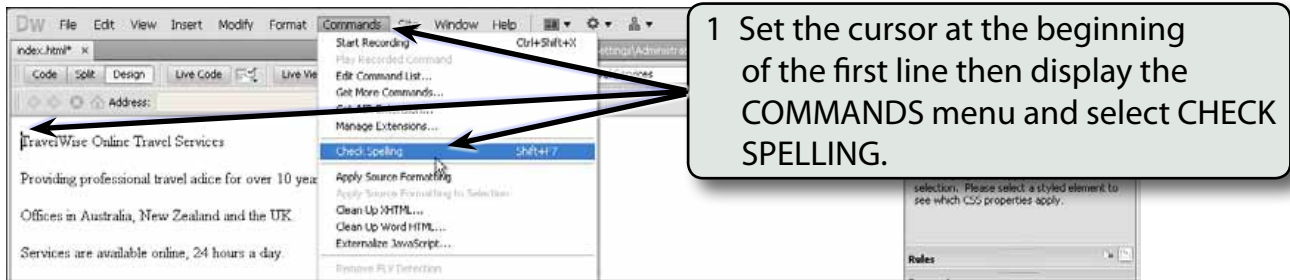 DW File Edit View Insert Modify Format Commands Window Help
index.html* ×
Code Split Design Live Code
Address:
TravelWise Online Travel Services
Providing professional travel adice for over 10 year
Offices in Australia, New Zealand and the UK.
Services are available online, 24 hours a day.
Start Recording Ctrl+Shift+X
Play Recorded Command
Edit Command List...
Get More Commands...
Manage Extensions...
Check Spelling Shift+F7
Apply Source Formatting
Apply Source Formatting to Selection
Clean Up XHTML...
Clean Up Word HTML...
Externalize JavaScript...
Remove FLV Detection
1 Set the cursor at the beginning
of the first line then display the
COMMANDS menu and select CHECK
SPELLING.
selection. Please select a styled element to
see which CSS properties apply.
Rules